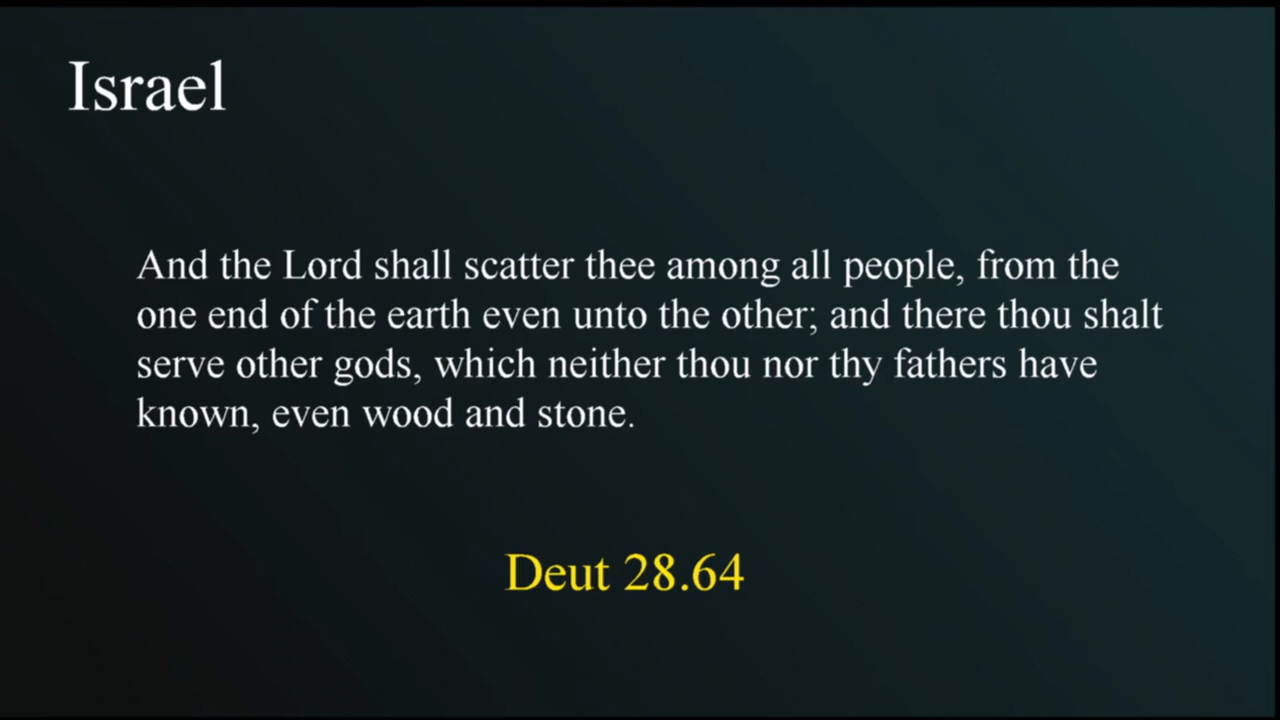 Israel
And the Lord shall scatter thee among all people, from the
one end of the earth even unto the other; and there thou shalt
serve other gods, which neither thou nor thy fathers have
known, even wood and stone.
Deut 28.64